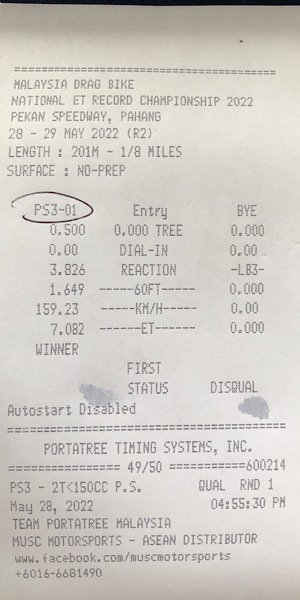 ==============================================
MALAYSIA DRAG BIKE
NATIONAL ET RECORD CHAMPIONSHIP 2022
PEKAN SPEEDWAY, PAHANG
28 - 29 MAY 2022 (R2)
LENGTH : 201M - 1/8 MILES
SURFACE : NO-PREP
==============================================
PS3-01 Entry BYE
0.500 0.000 TREE 0.000
0.00 DIAL-IN 0.00
3.826 REACTION -LB3-
1.649 ------60FT------ 0.000
159.23 ------KM/H------ 0.00
7.082 -------ET------- 0.000
WINNER
FIRST
STATUS DISQUAL
Autostart Disabled
==============================================
PORTATREE TIMING SYSTEMS, INC.
================ 49/50 ===========600214
PS3 - 2T<150CC P.S. QUAL RND 1
May 28, 2022 04:55:30 PM
TEAM PORTATREE MALAYSIA
MUSC MOTORSPORTS - ASEAN DISTRIBUTOR
www.facebook.com/muscmotorsports
+6016-6681490